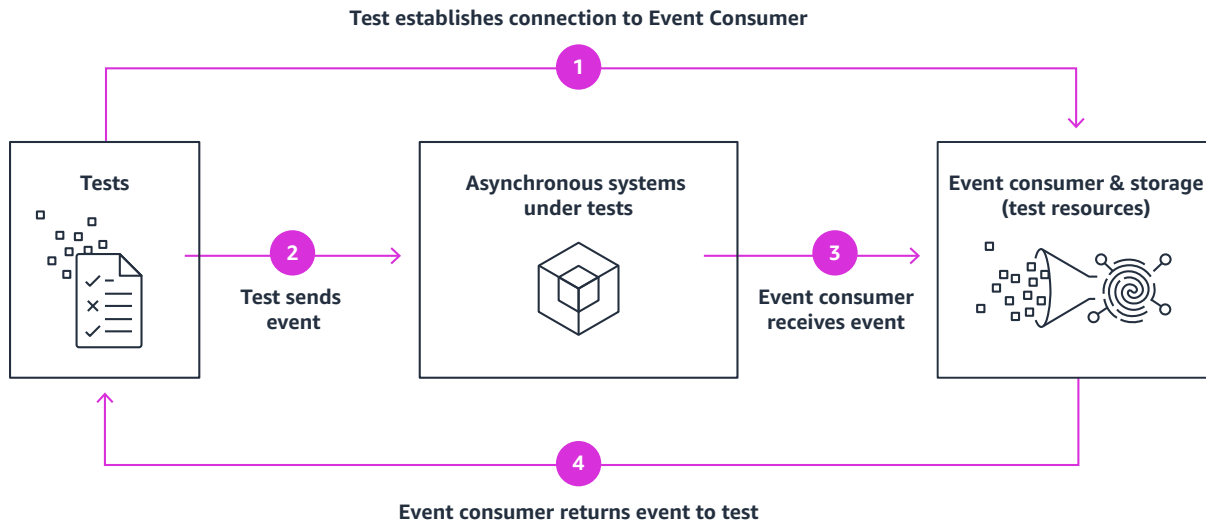 Test establishes connection to Event Consumer
1
Tests
Asynchronous systems
under tests
Event consumer & storage
(test resources)
2
3
Test sends
event
Event consumer
receives event
4
Event consumer returns event to test